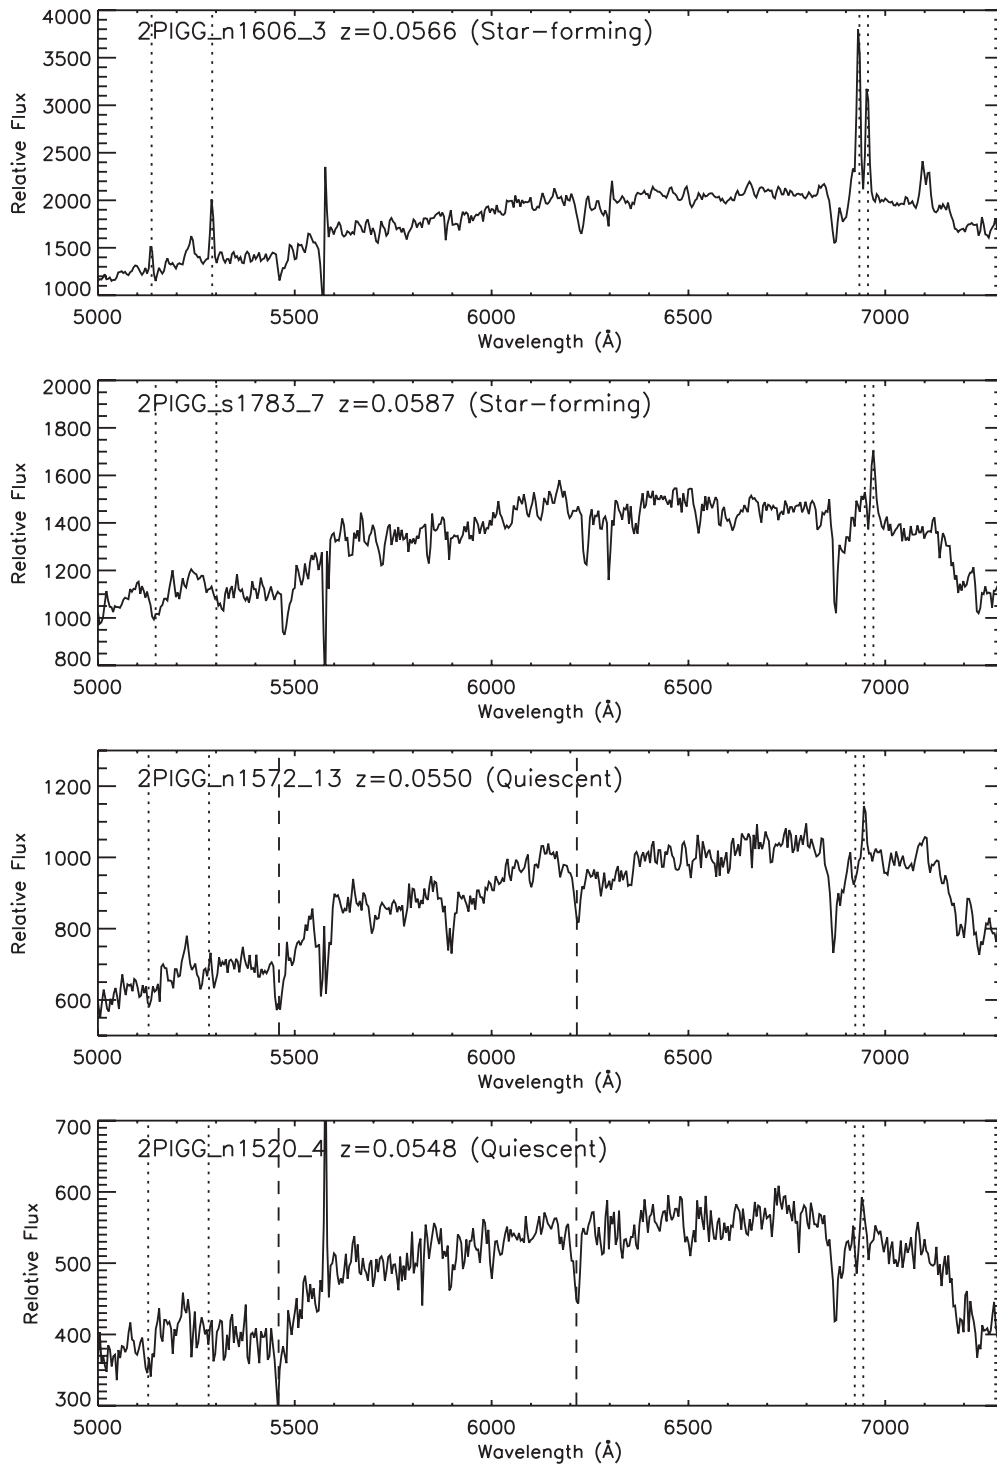 4000
2PIGG_n1606_3 z=0.0566 (Star-forming)
3500
3000
2500
2000
1500
1000
Relative Flux
5000 5500 6000 6500 7000
Wavelength (Å)
2000
2PIGG_s1783_7 z=0.0587 (Star-forming)
1800
1600
1400
1200
1000
800
Relative Flux
5000 5500 6000 6500 7000
Wavelength (Å)
2PIGG_n1572_13 z=0.0550 (Quiescent)
1200
1000
800
600
Relative Flux
5000 5500 6000 6500 7000
Wavelength (Å)
700
2PIGG_n1520_4 z=0.0548 (Quiescent)
600
500
400
300
Relative Flux
5000 5500 6000 6500 7000
Wavelength (Å)